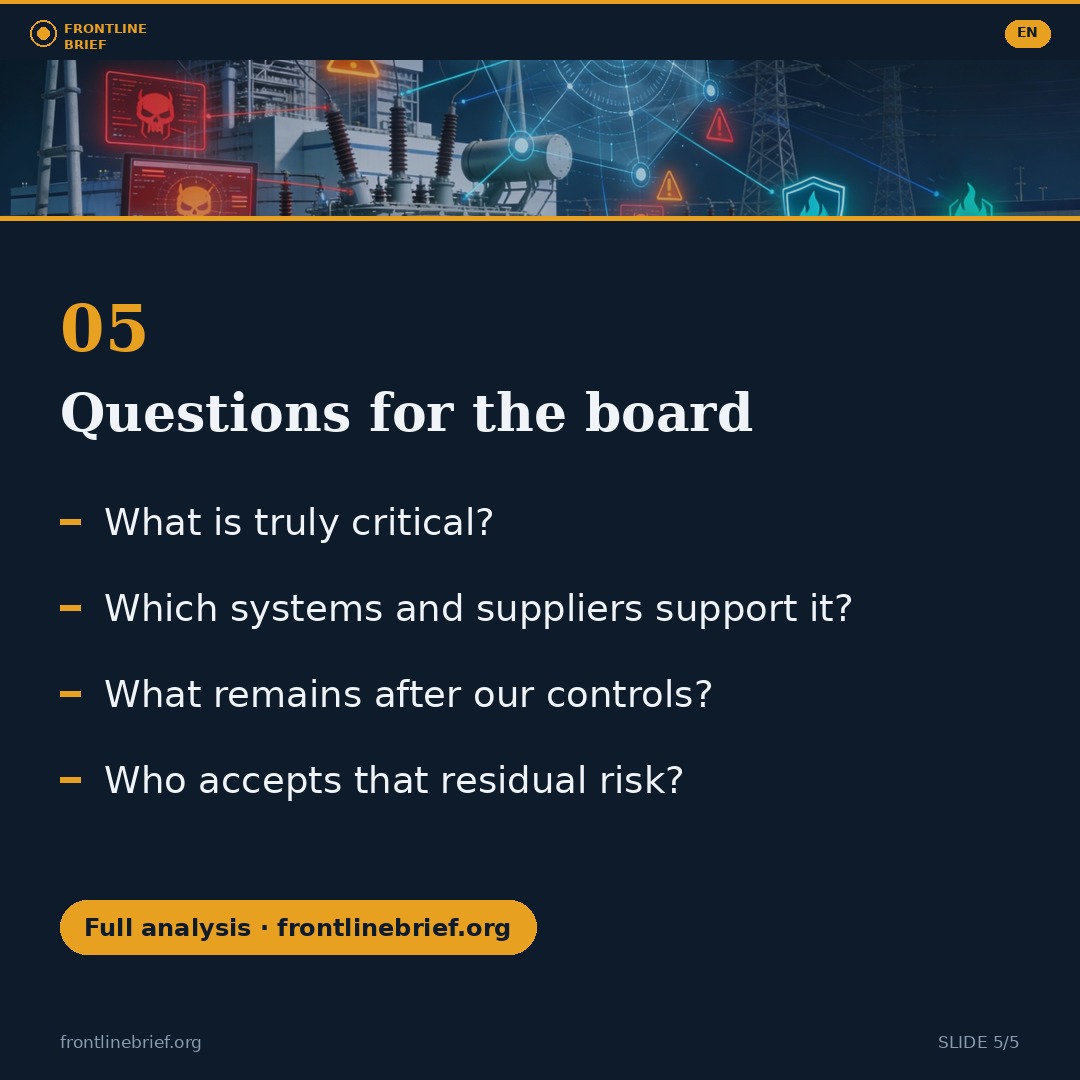 FRONTLINE
BRIEF
EN
05
Questions for the board
– What is truly critical?
– Which systems and suppliers support it?
– What remains after our controls?
– Who accepts that residual risk?
Full analysis · frontlinebrief.org
frontlinebrief.org
SLIDE 5/5